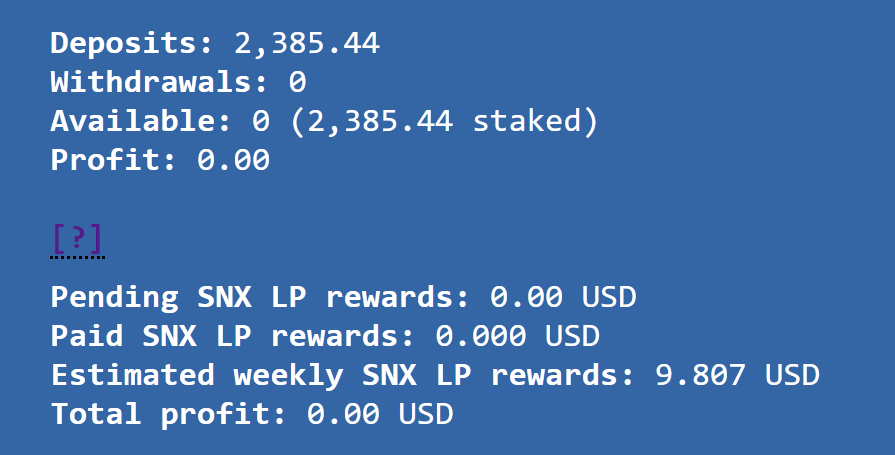 Deposits: 2,385.44
Withdrawals: 0
Available: 0 (2,385.44 staked)
Profit: 0.00
[?]
Pending SNX LP rewards: 0.00 USD
Paid SNX LP rewards: 0.000 USD
Estimated weekly SNX LP rewards: 9.807 USD
Total profit: 0.00 USD